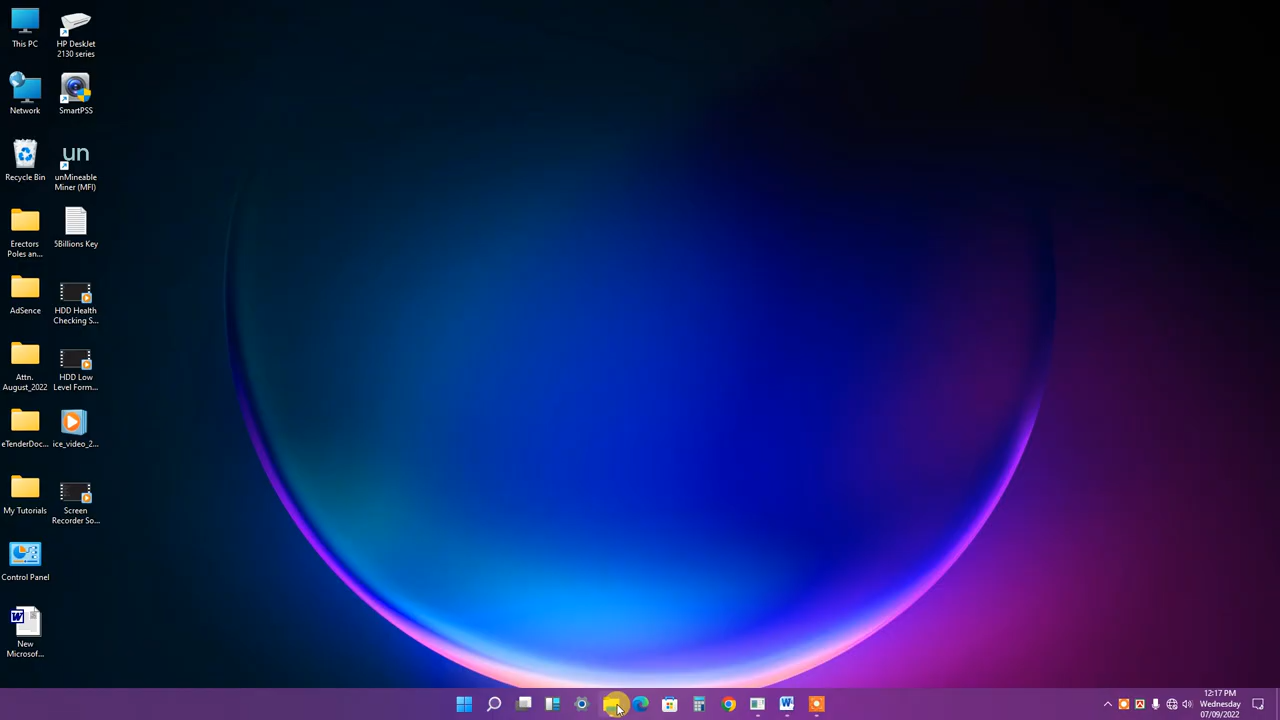 This PC
HP DeskJet
2130 series
Network
SmartPSS
Recycle Bin
un
unMineable
Miner (MFI)
Erectors
Poles an...
5Billions Key
AdSence
HDD Health
Checking S...
Attn.
August_2022
HDD Low
Level Form...
eTenderDoc...
ice_video_2...
My Tutorials
Screen
Recorder So...
Control Panel
W
New
Microsof...
W
12:17 PM
Wednesday
07/09/2022